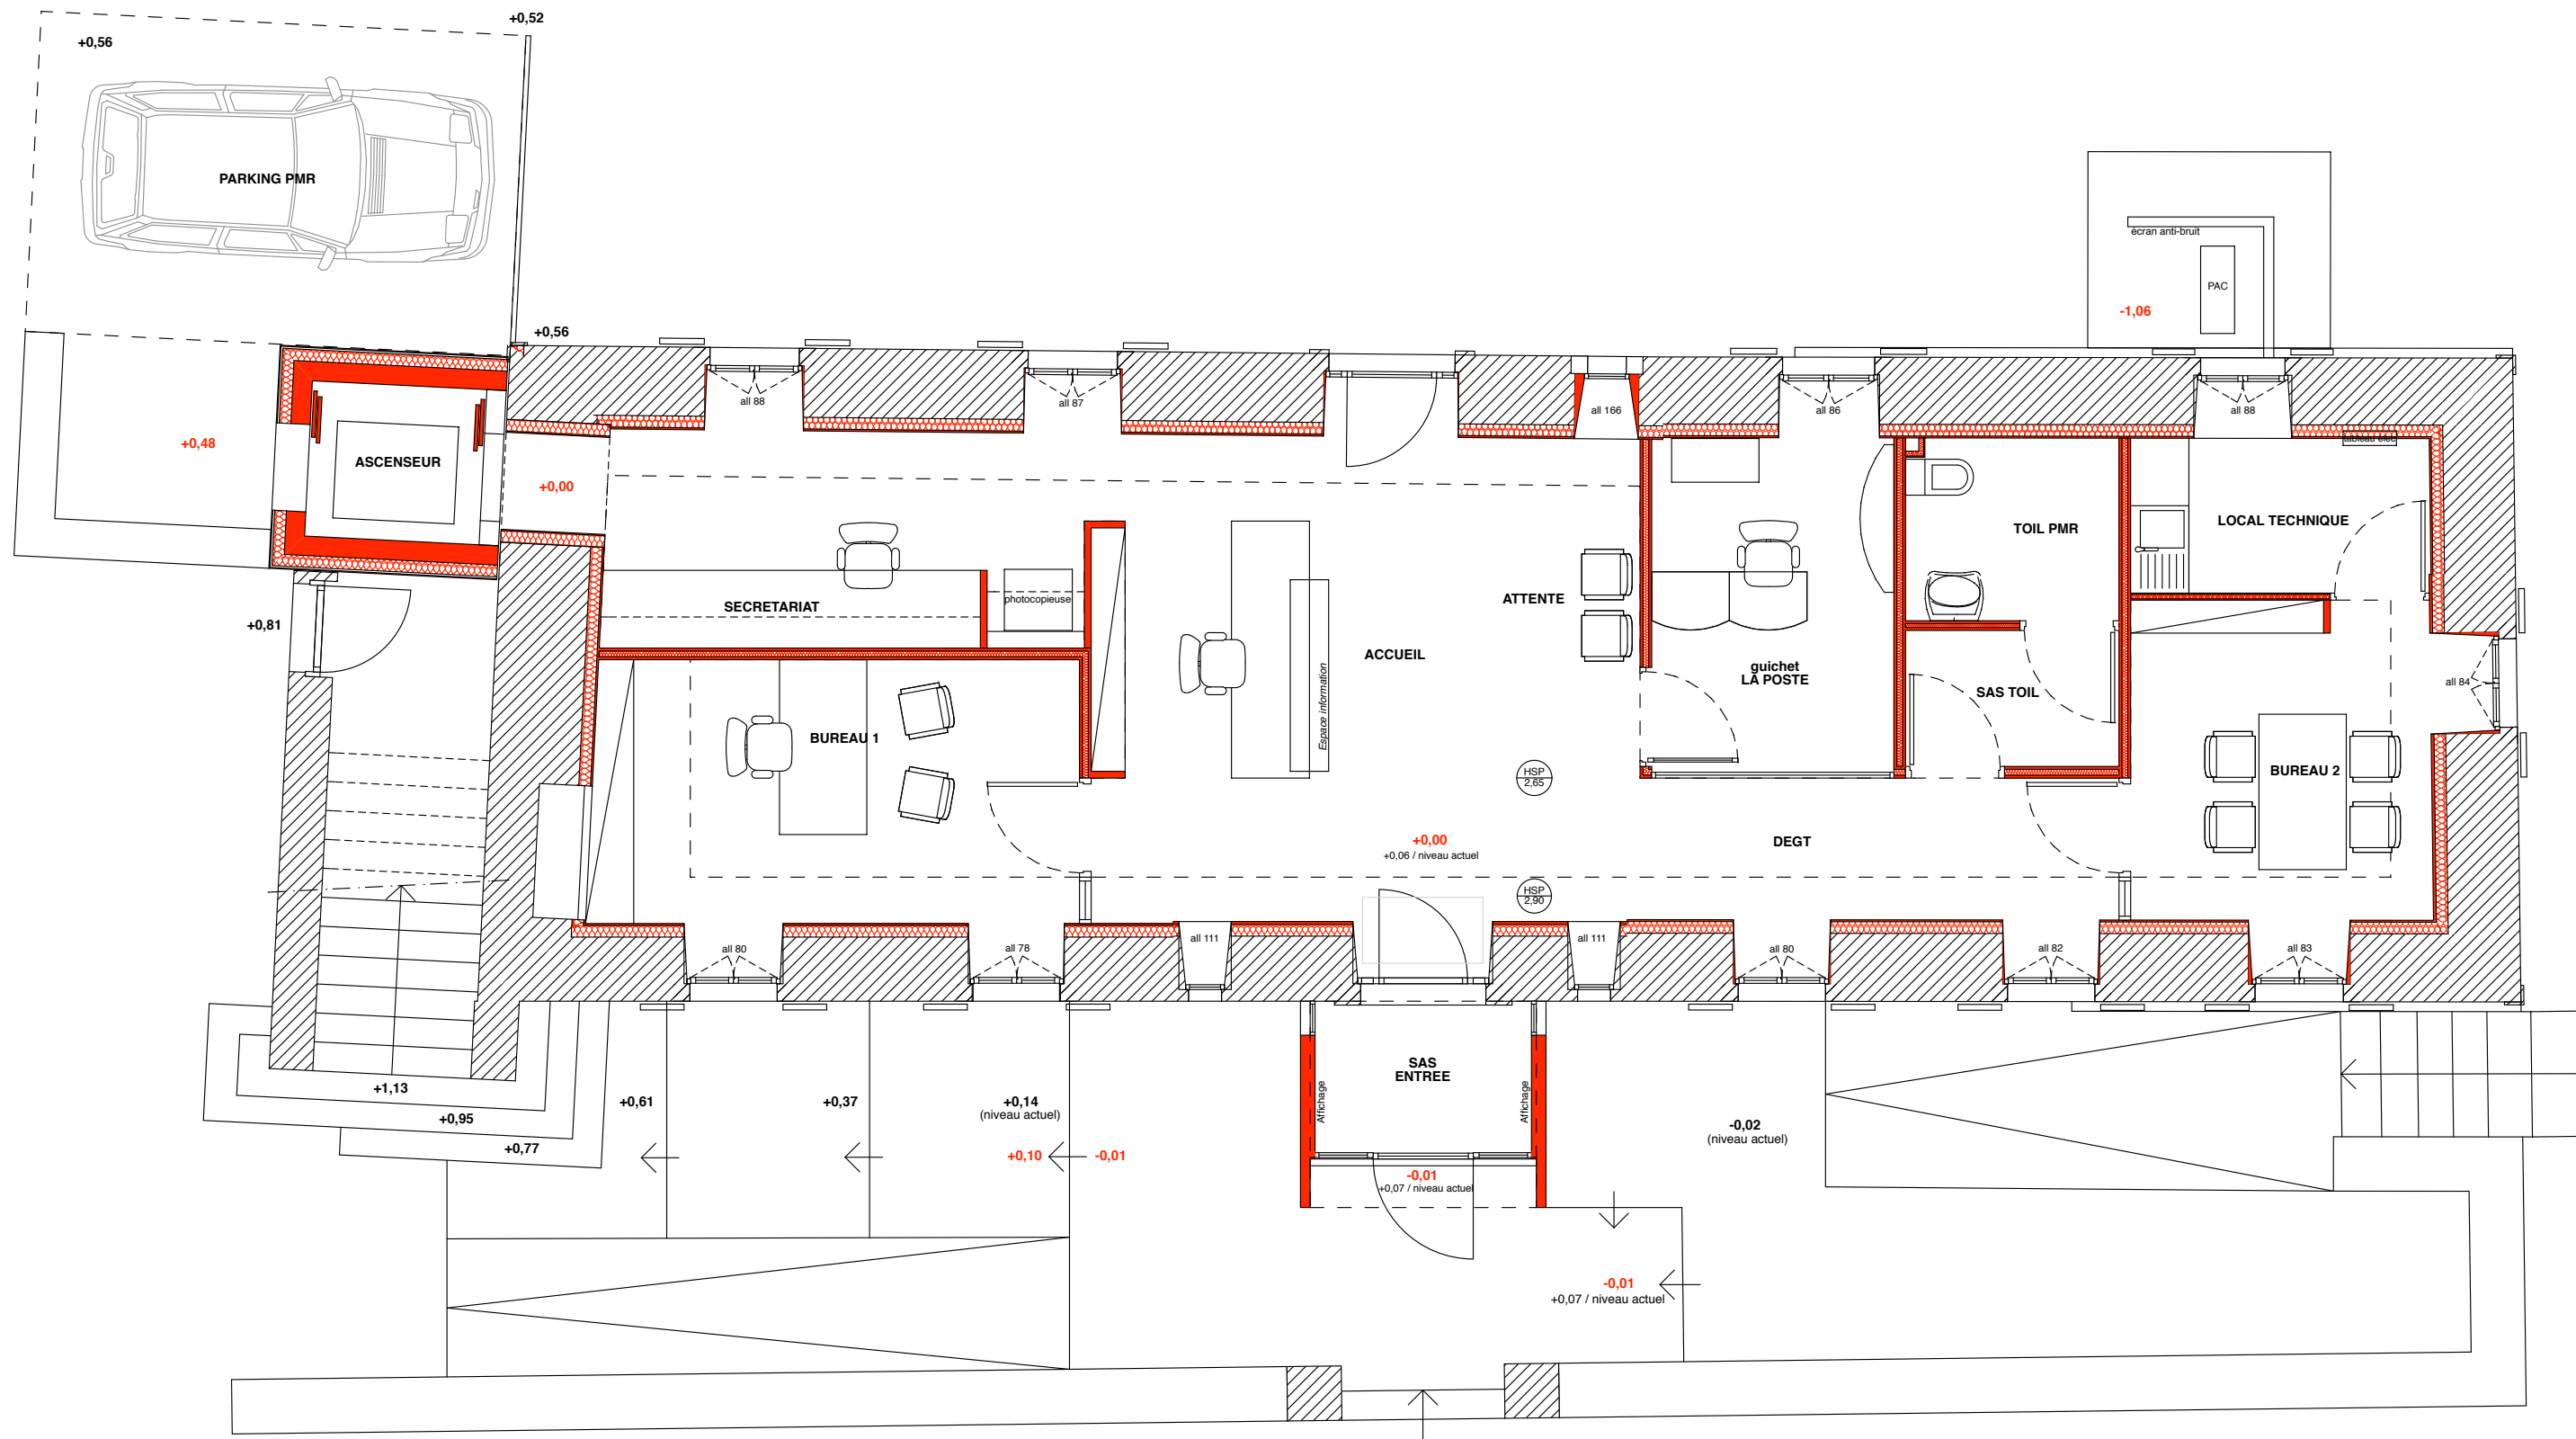 +0,52
+0,56
PARKING PMR
écran anti-bruit
PAC
-1,06
+0,56
all 88
all 87
all 166
all 86
all 88
tableau élec
+0,48
ASCENSEUR
+0,00
TOIL PMR
LOCAL TECHNIQUE
photocopieuse
SECRETARIAT
ATTENTE
+0,81
ACCUEIL
Espace information
guichet
LA POSTE
SAS TOIL
all 84
BUREAU 1
HSP
2,65
BUREAU 2
+0,00
+0,06 / niveau actuel
DEGT
HSP
2,90
all 80
all 78
all 111
all 111
all 80
all 82
all 83
SAS
ENTREE
Affichage
Affichage
+1,13
+0,95
+0,77
+0,61
+0,37
+0,14
(niveau actuel)
+0,10
-0,01
-0,02
(niveau actuel)
-0,01
+0,07 / niveau actuel
-0,01
+0,07 / niveau actuel